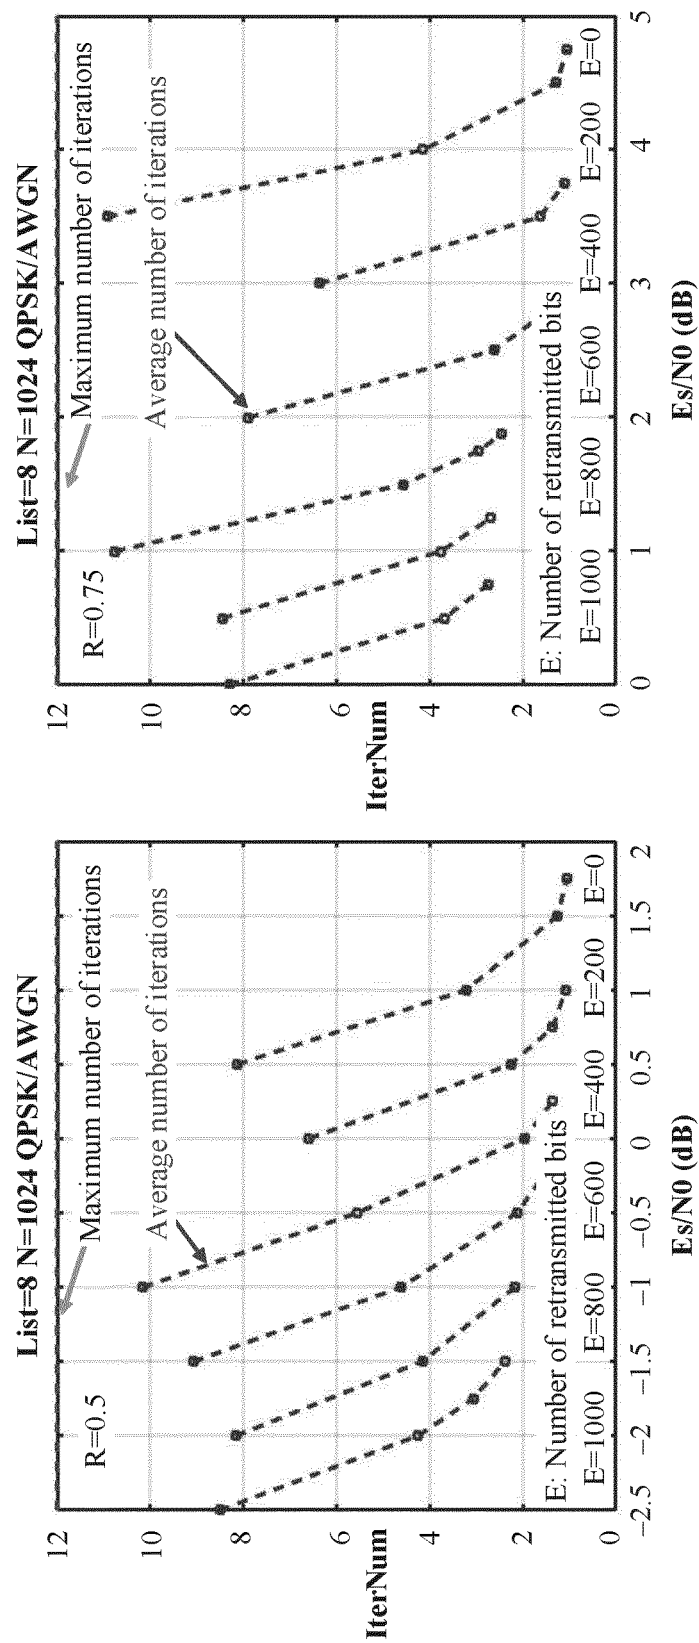 List=8 N=1024 QPSK/AWGN
12
10
8
6
4
2
0
IterNum
R=0.5
Maximum number of iterations
Average number of iterations
E: Number of retransmitted bits
E=1000 E=800 E=600 E=400 E=200 E=0
−2.5 −2 −1.5 −1 −0.5 0 0.5 1 1.5 2
Es/N0 (dB)
List=8 N=1024 QPSK/AWGN
12
10
8
6
4
2
0
IterNum
R=0.75
Maximum number of iterations
Average number of iterations
E: Number of retransmitted bits
E=1000 E=800 E=600 E=400 E=200 E=0
0 1 2 3 4 5
Es/N0 (dB)